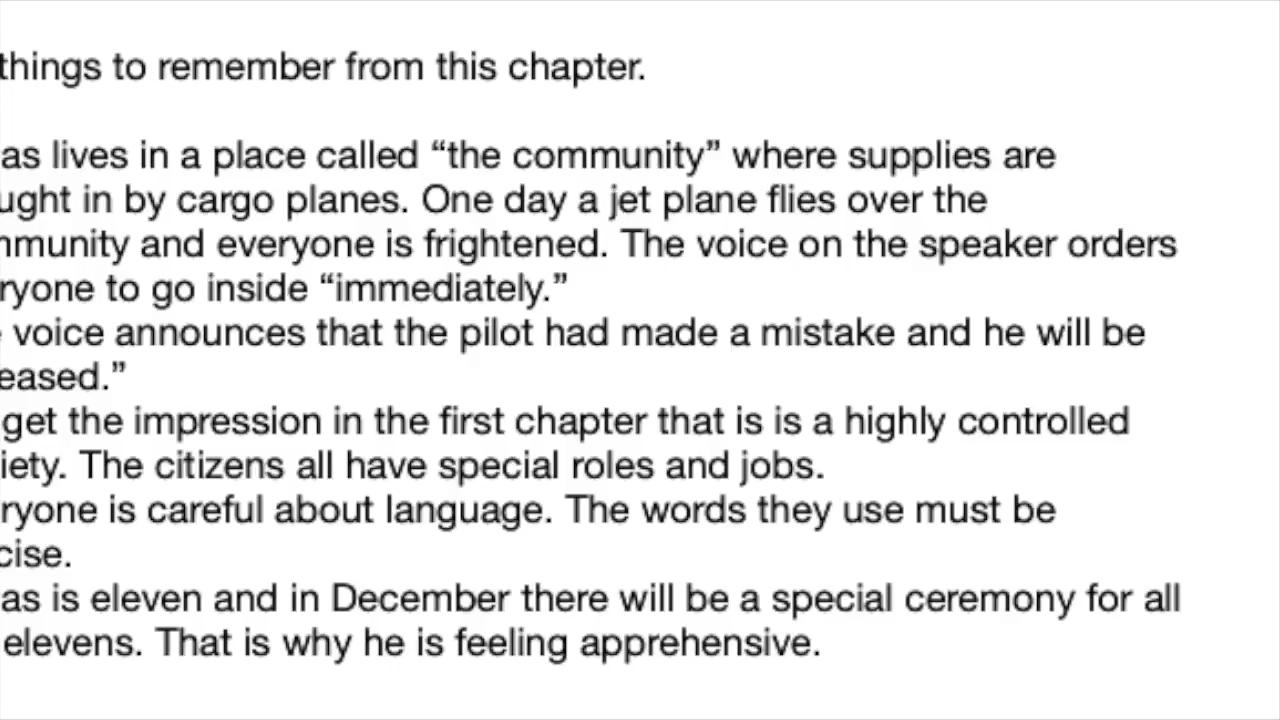 things to remember from this chapter.
as lives in a place called “the community” where supplies are
ught in by cargo planes. One day a jet plane flies over the
mmunity and everyone is frightened. The voice on the speaker orders
ryone to go inside “immediately.”
voice announces that the pilot had made a mistake and he will be
eased.”
get the impression in the first chapter that is is a highly controlled
iety. The citizens all have special roles and jobs.
ryone is careful about language. The words they use must be
cise.
as is eleven and in December there will be a special ceremony for all
elevens. That is why he is feeling apprehensive.